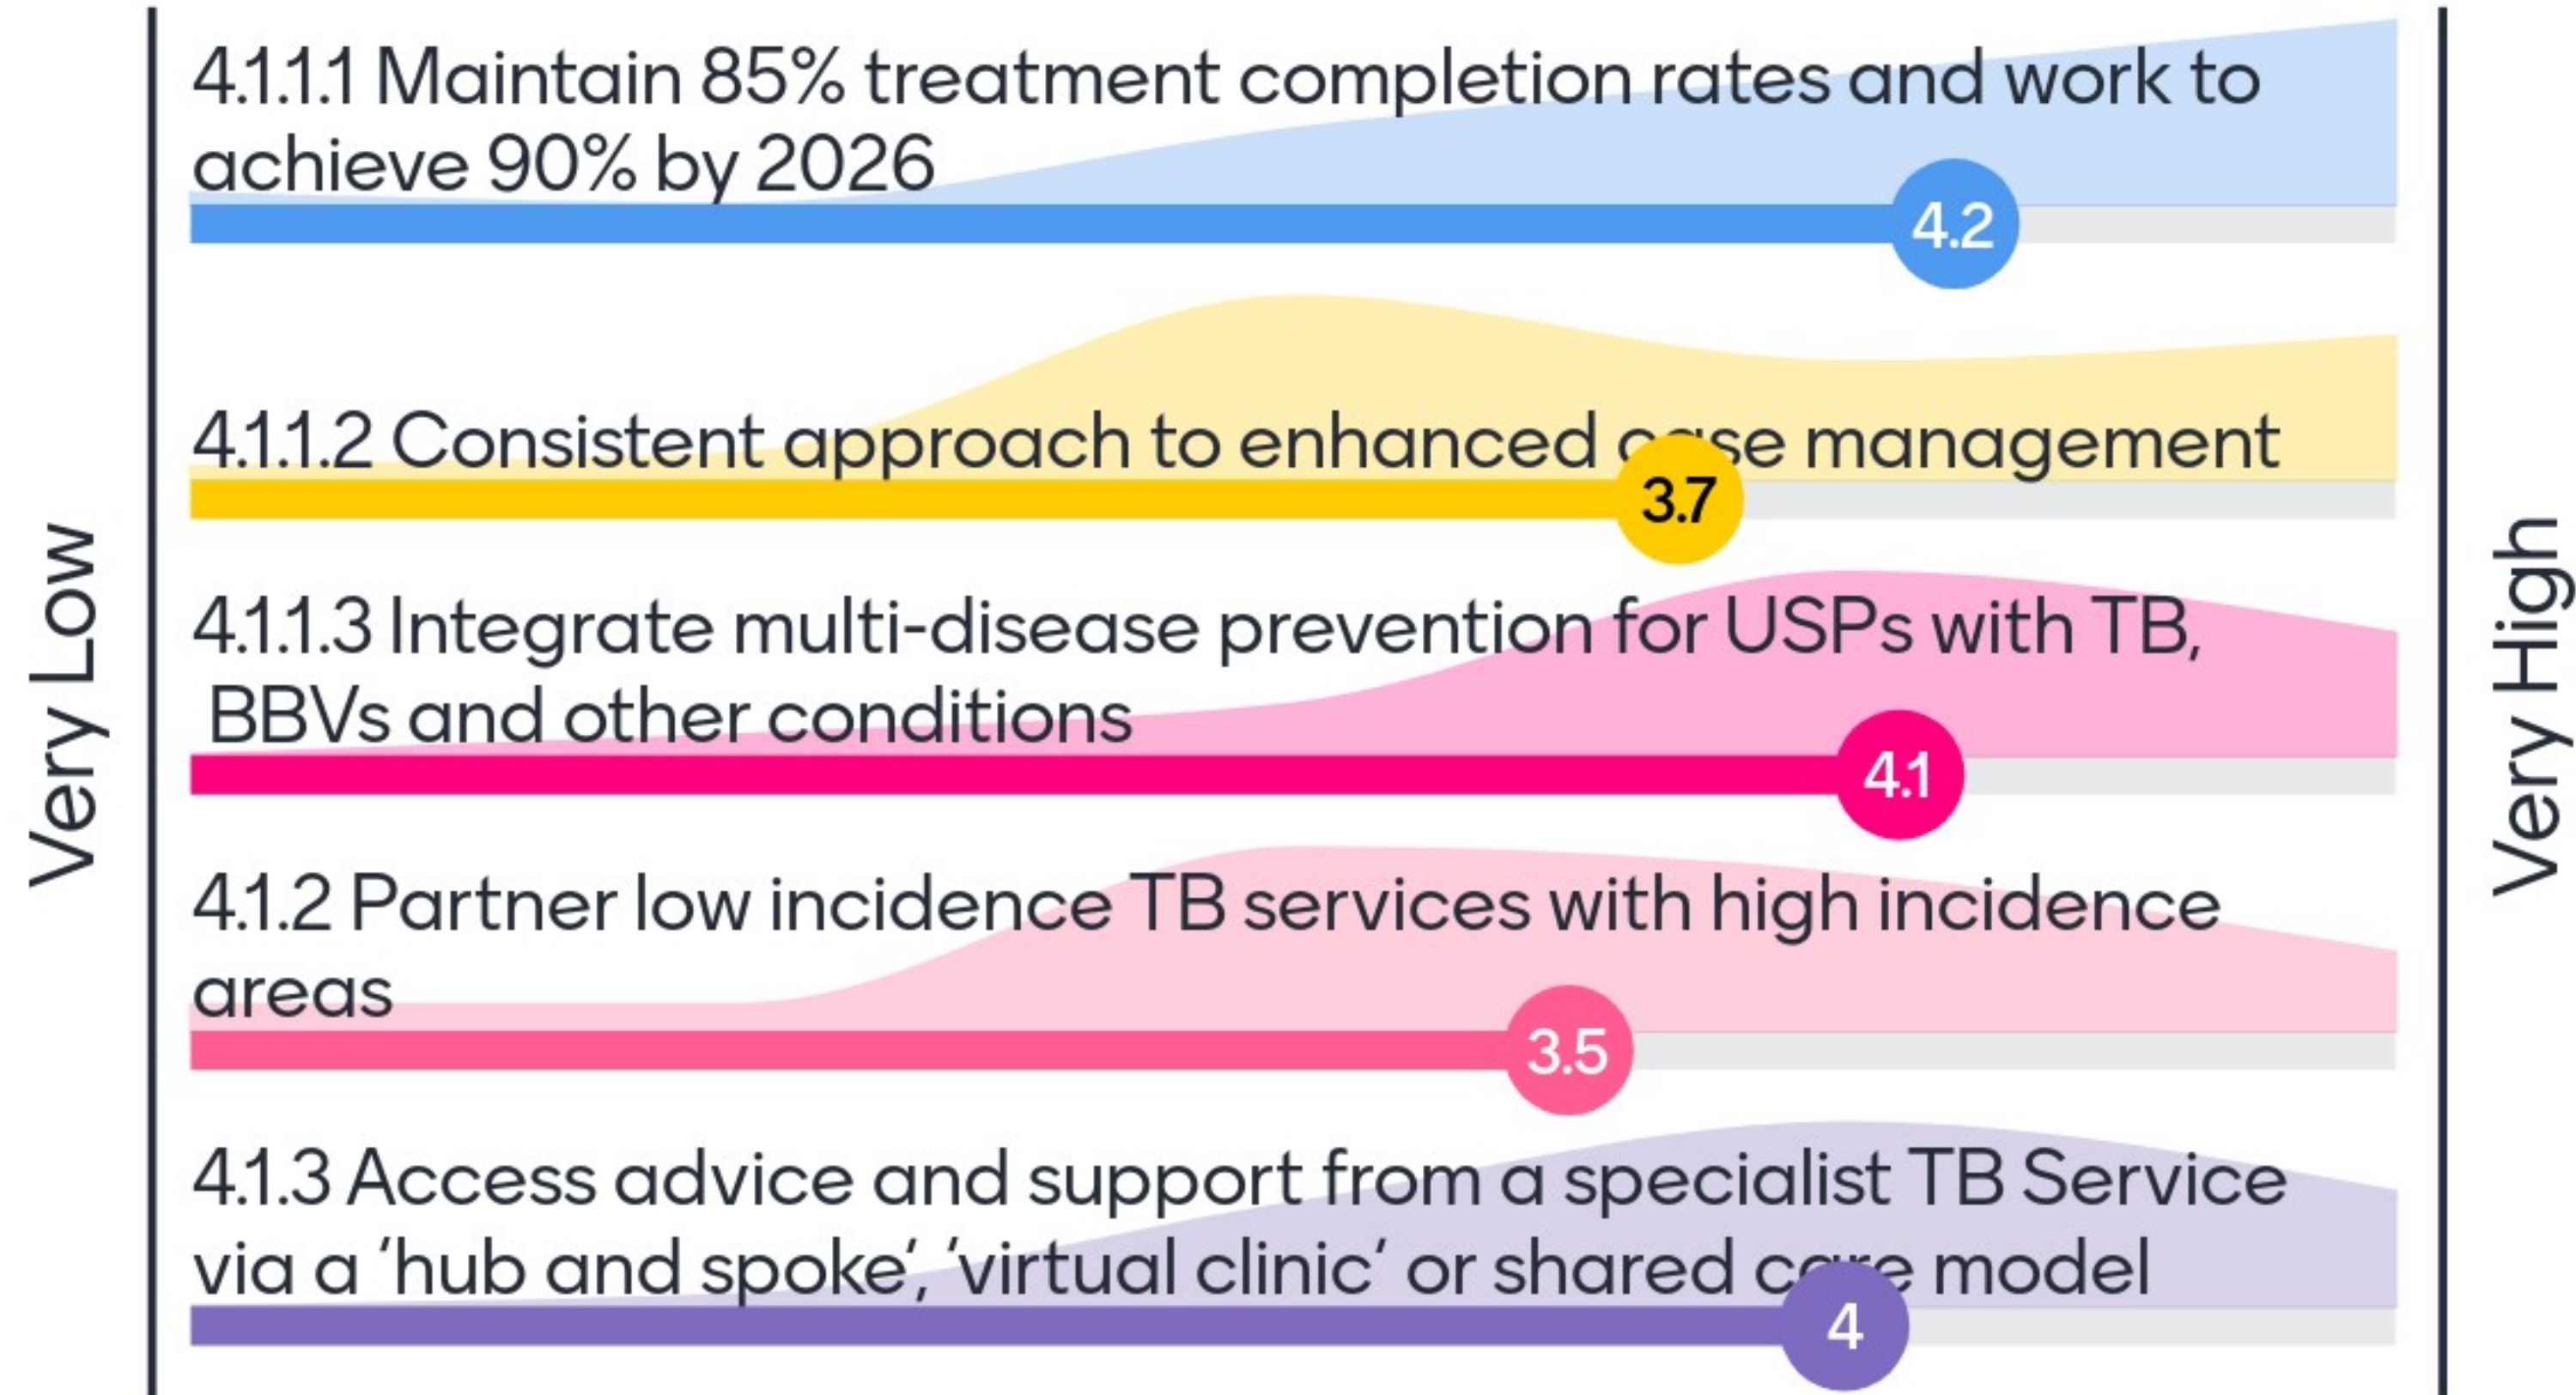 4.1.1.1 Maintain 85% treatment completion rates and work to
achieve 90% by 2026
4.2
4.1.1.2 Consistent approach to enhanced case management
3.7
4.1.1.3 Integrate multi-disease prevention for USPs with TB,
BBVs and other conditions
4.1
4.1.2 Partner low incidence TB services with high incidence
areas
3.5
4.1.3 Access advice and support from a specialist TB Service
via a ‘hub and spoke’, ‘virtual clinic’ or shared care model
4
Very Low
Very High